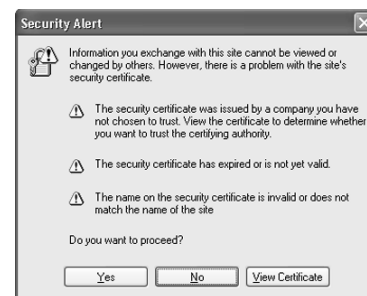 Security Alert
Information you exchange with this site cannot be viewed or
changed by others. However, there is a problem with the site's
security certificate.
The security certificate was issued by a company you have
not chosen to trust. View the certificate to determine whether
you want to trust the certifying authority.
The security certificate has expired or is not yet valid.
The name on the security certificate is invalid or does not
match the name of the site
Do you want to proceed?
Yes No View Certificate